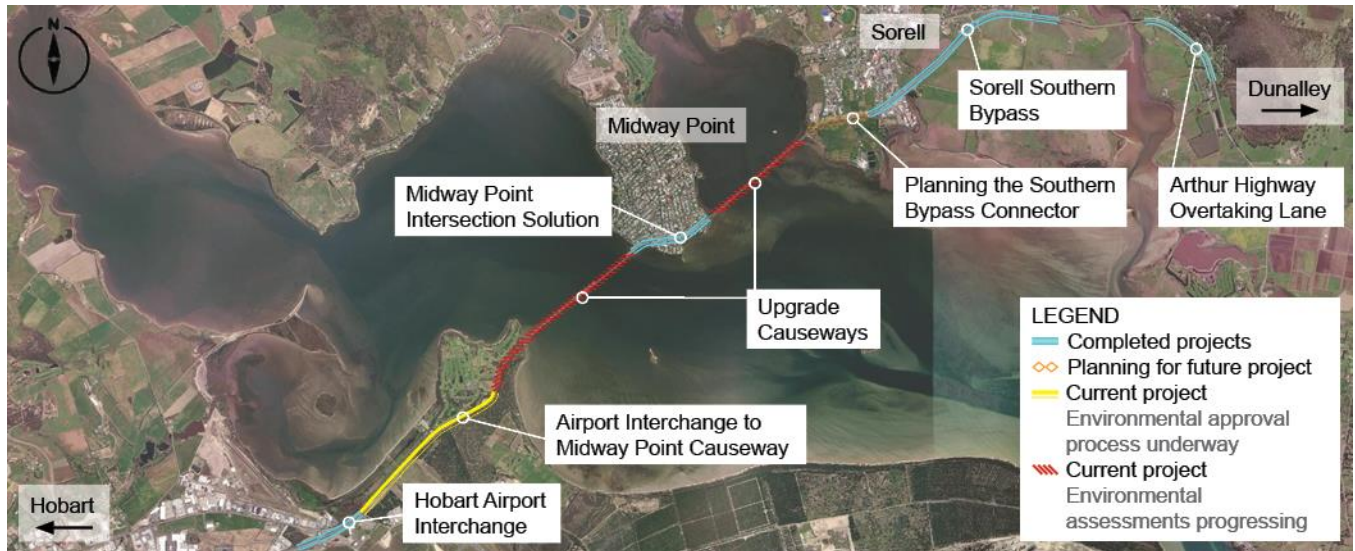 N
Sorell
Sorell Southern
Bypass
Dunalley
Midway Point
Midway Point
Intersection Solution
Planning the Southern
Bypass Connector
Arthur Highway
Overtaking Lane
Upgrade
Causeways
Airport Interchange to
Midway Point Causeway
Hobart
Hobart Airport
Interchange
LEGEND
Completed projects
Planning for future project
Current project
Environmental approval
process underway
Current project
Environmental
assessments progressing